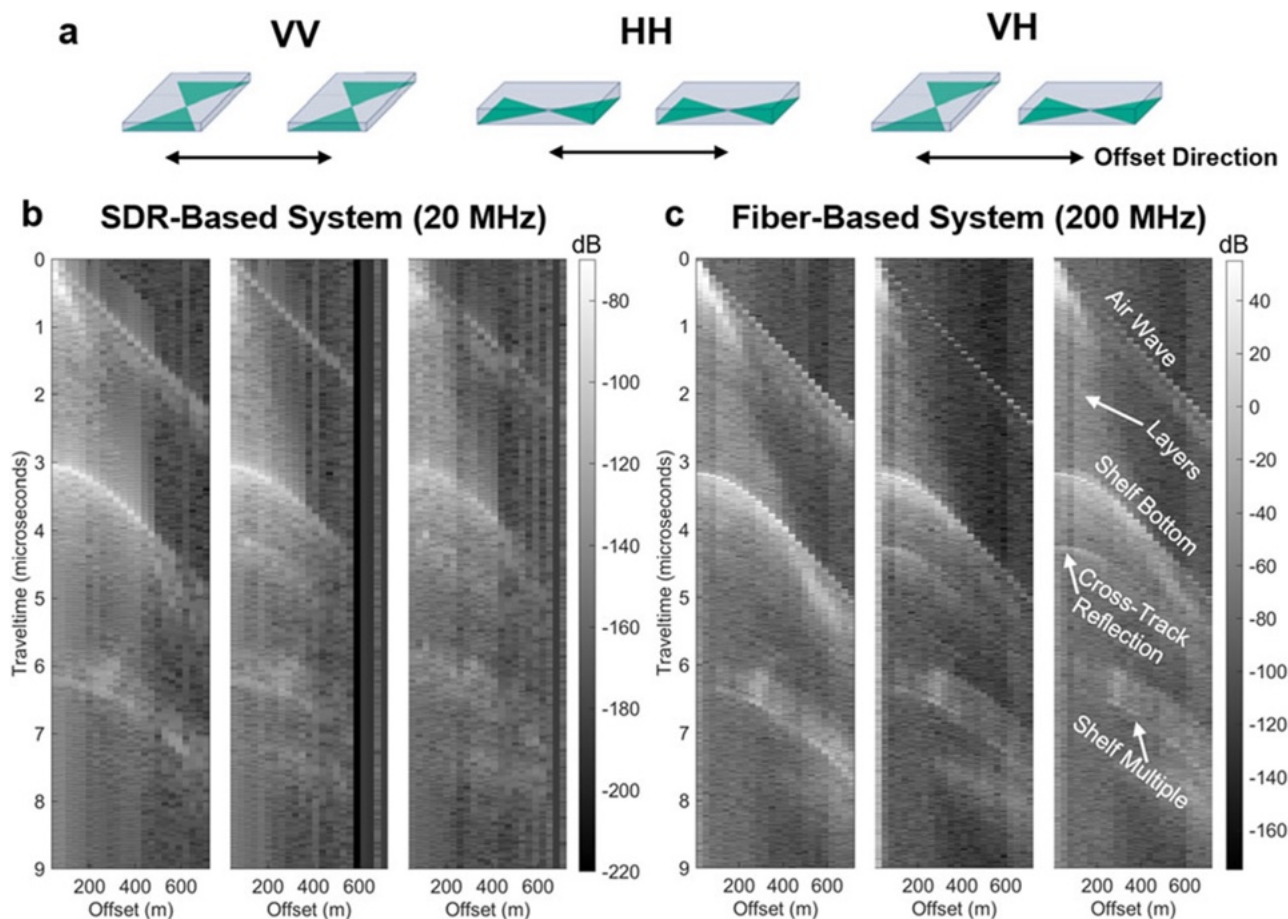 a
VV
HH
VH
Offset Direction
b
SDR-Based System (20 MHz)
c
Fiber-Based System (200 MHz)
dB
dB
0
1
2
3
4
5
6
7
8
9
Traveltime (microseconds)
200 400 600
Offset (m)
200 400 600
Offset (m)
200 400 600
Offset (m)
-80
-100
-120
-140
-160
-180
-200
-220
0
1
2
3
4
5
6
7
8
9
Traveltime (microseconds)
200 400 600
Offset (m)
200 400 600
Offset (m)
200 400 600
Offset (m)
Air Wave
Layers
Shelf Bottom
Cross-Track
Reflection
Shelf Multiple
40
20
0
-20
-40
-60
-80
-100
-120
-140
-160